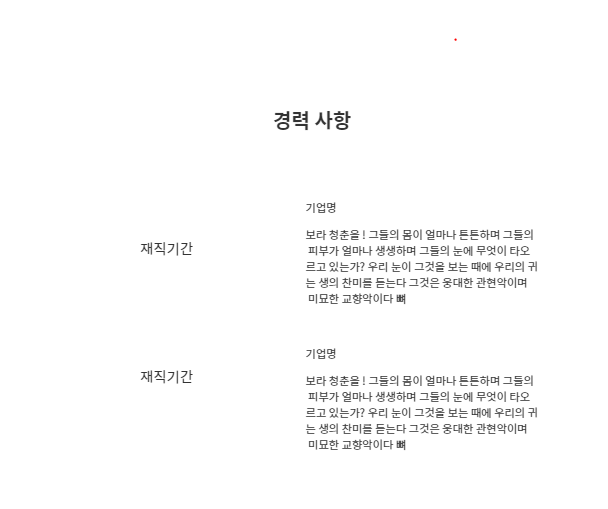 경력 사항
기업명
재직기간
보라 청춘을 ! 그들의 몸이 얼마나 튼튼하며 그들의
피부가 얼마나 생생하며 그들의 눈에 무엇이 타오
르고 있는가? 우리 눈이 그것을 보는 때에 우리의 귀
는 생의 찬미를 듣는다 그것은 웅대한 관현악이며
미묘한 교향악이다 뼈
기업명
재직기간
보라 청춘을 ! 그들의 몸이 얼마나 튼튼하며 그들의
피부가 얼마나 생생하며 그들의 눈에 무엇이 타오
르고 있는가? 우리 눈이 그것을 보는 때에 우리의 귀
는 생의 찬미를 듣는다 그것은 웅대한 관현악이며
미묘한 교향악이다 뼈